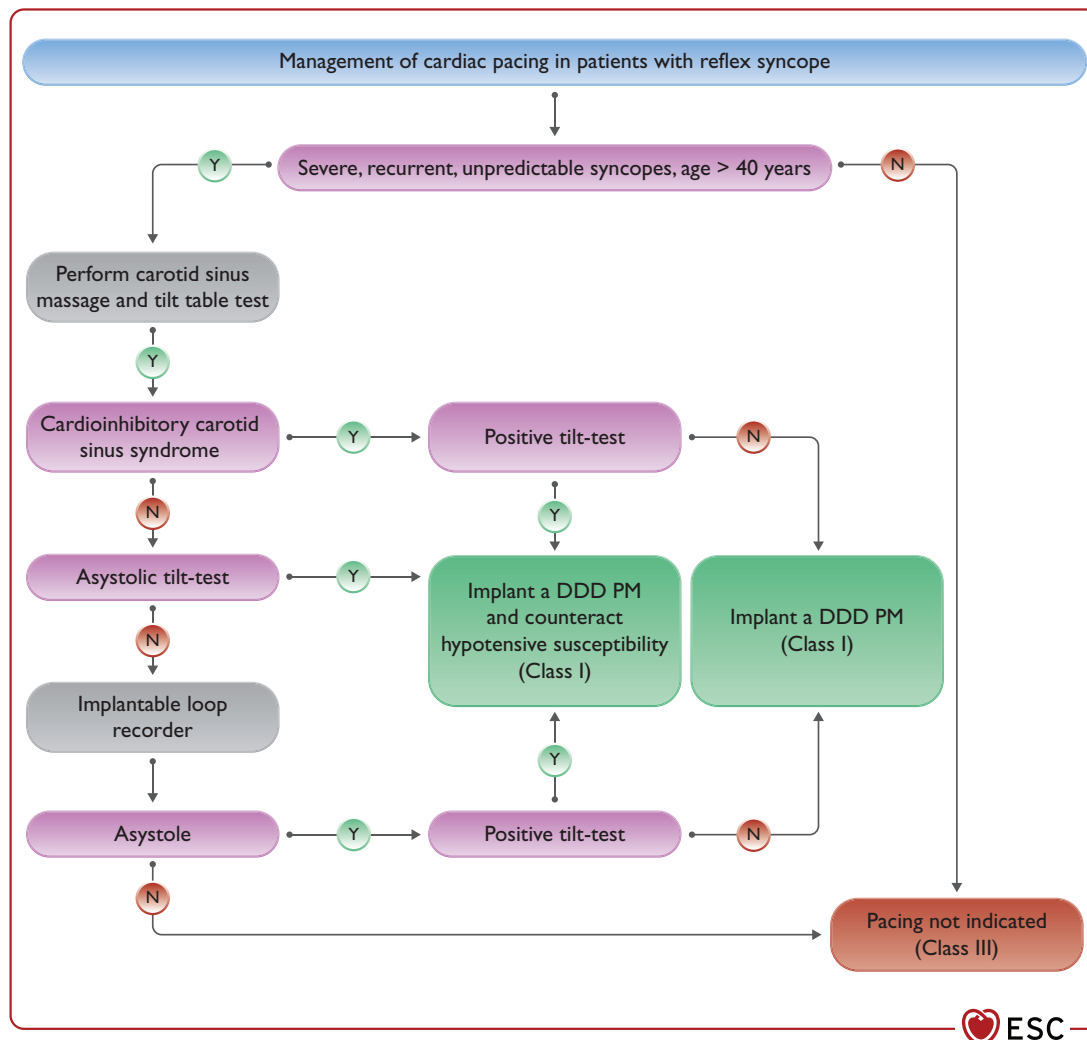 Management of cardiac pacing in patients with reflex syncope
Y
Severe, recurrent, unpredictable syncopes, age > 40 years
N
Perform carotid sinus
massage and tilt table test
Y
Cardioinhibitory carotid
sinus syndrome
Y
Positive tilt-test
N
N
Y
Asystolic tilt-test
Y
Implant a DDD PM
and counteract
hypotensive susceptibility
(Class I)
Implant a DDD PM
(Class I)
N
Implantable loop
recorder
Y
Asystole
Y
Positive tilt-test
N
N
Pacing not indicated
(Class III)
ESC